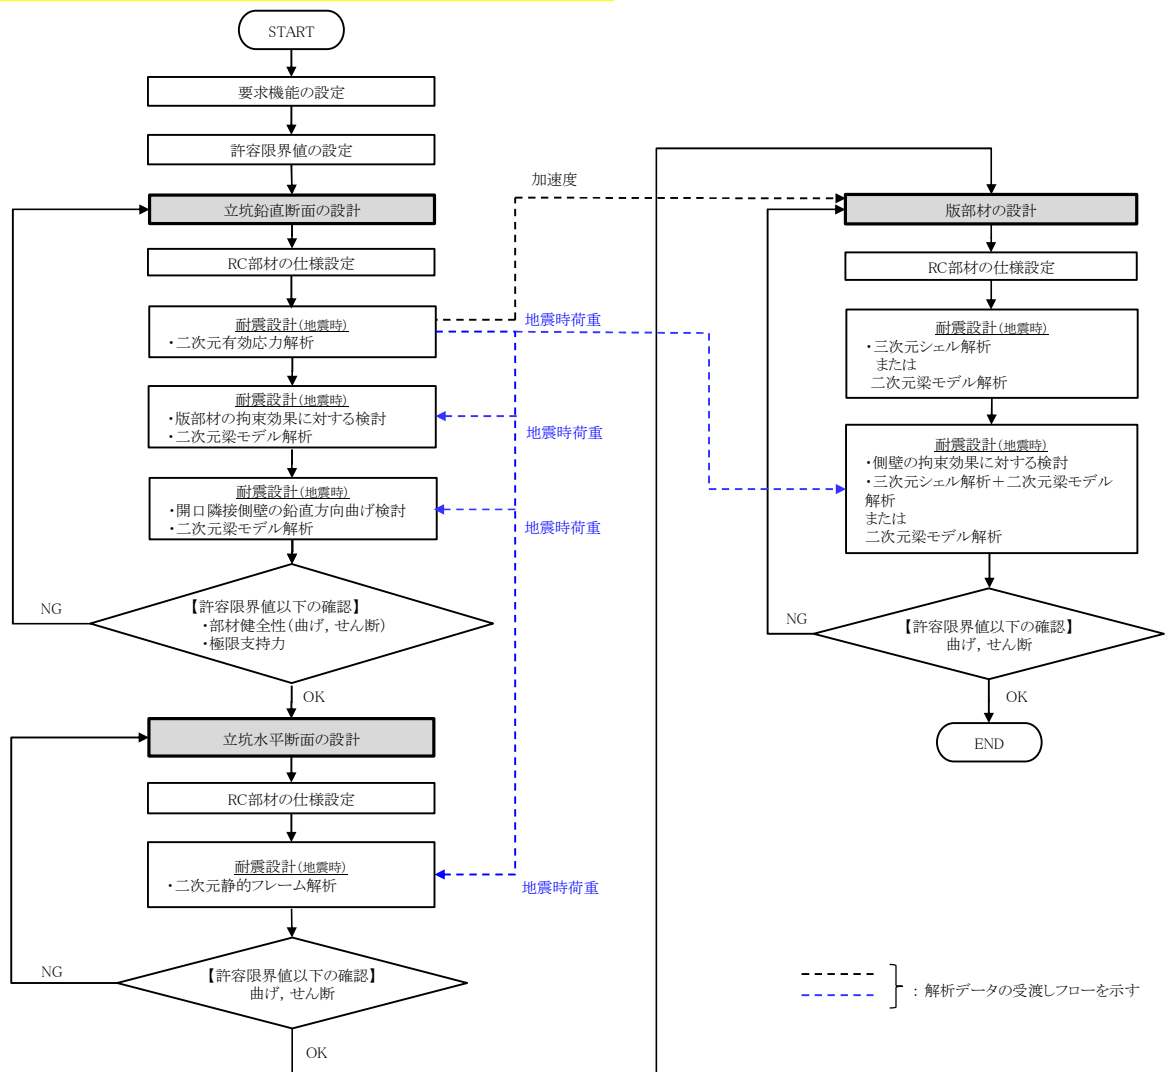 START
要求機能の設定
許容限界値の設定
立坑鉛直断面の設計
RC部材の仕様設定
耐震設計(地震時)
・二次元有効応力解析
耐震設計(地震時)
・版部材の拘束効果に対する検討
・二次元梁モデル解析
耐震設計(地震時)
・開口隣接側壁の鉛直方向曲げ検討
・二次元梁モデル解析
NG
【許容限界値以下の確認】
・部材健全性(曲げ, せん断)
・極限支持力
OK
立坑水平断面の設計
RC部材の仕様設定
耐震設計(地震時)
・二次元静的フレーム解析
NG
【許容限界値以下の確認】
曲げ, せん断
OK
加速度
地震時荷重
地震時荷重
地震時荷重
地震時荷重
版部材の設計
RC部材の仕様設定
耐震設計(地震時)
・三次元シェル解析
または
二次元梁モデル解析
耐震設計(地震時)
・側壁の拘束効果に対する検討
・三次元シェル解析+二次元梁モデル
解析
または
二次元梁モデル解析
NG
【許容限界値以下の確認】
曲げ, せん断
OK
END
: 解析データの受渡しフローを示す